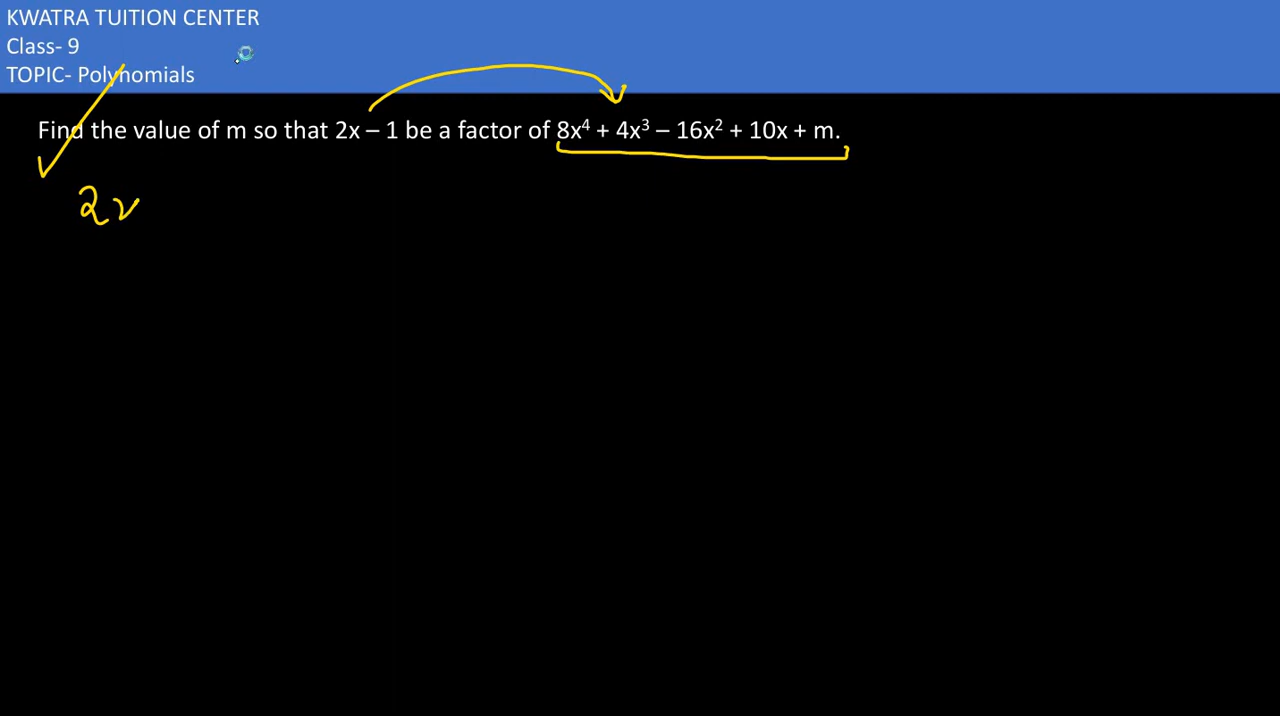 KWATRA TUITION CENTER
Class- 9
TOPIC- Polynomials
Find the value of m so that 2x – 1 be a factor of 8x⁴ + 4x³ – 16x² + 10x + m.
2